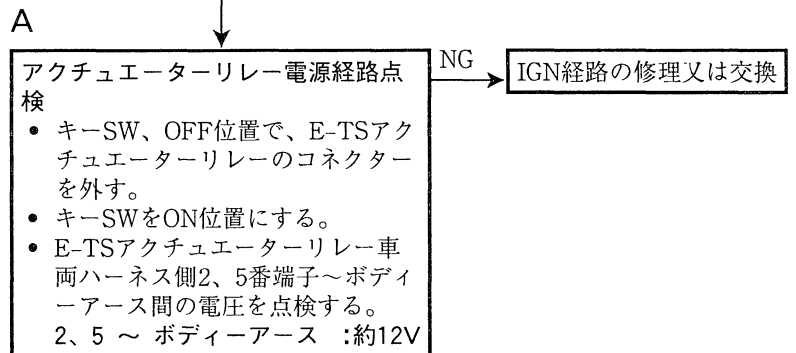 A
アクチュエーターリレー電源経路点
検
• キーSW、OFF位置で、E-TSアク
チュエーターリレーのコネクター
を外す。
• キーSWをON位置にする。
• E-TSアクチュエーターリレー車
両ハーネス側2、5番端子～ボディ
ーアース間の電圧を点検する。
2、5 ～ ボディーアース :約12V
NG
IGN経路の修理又は交換